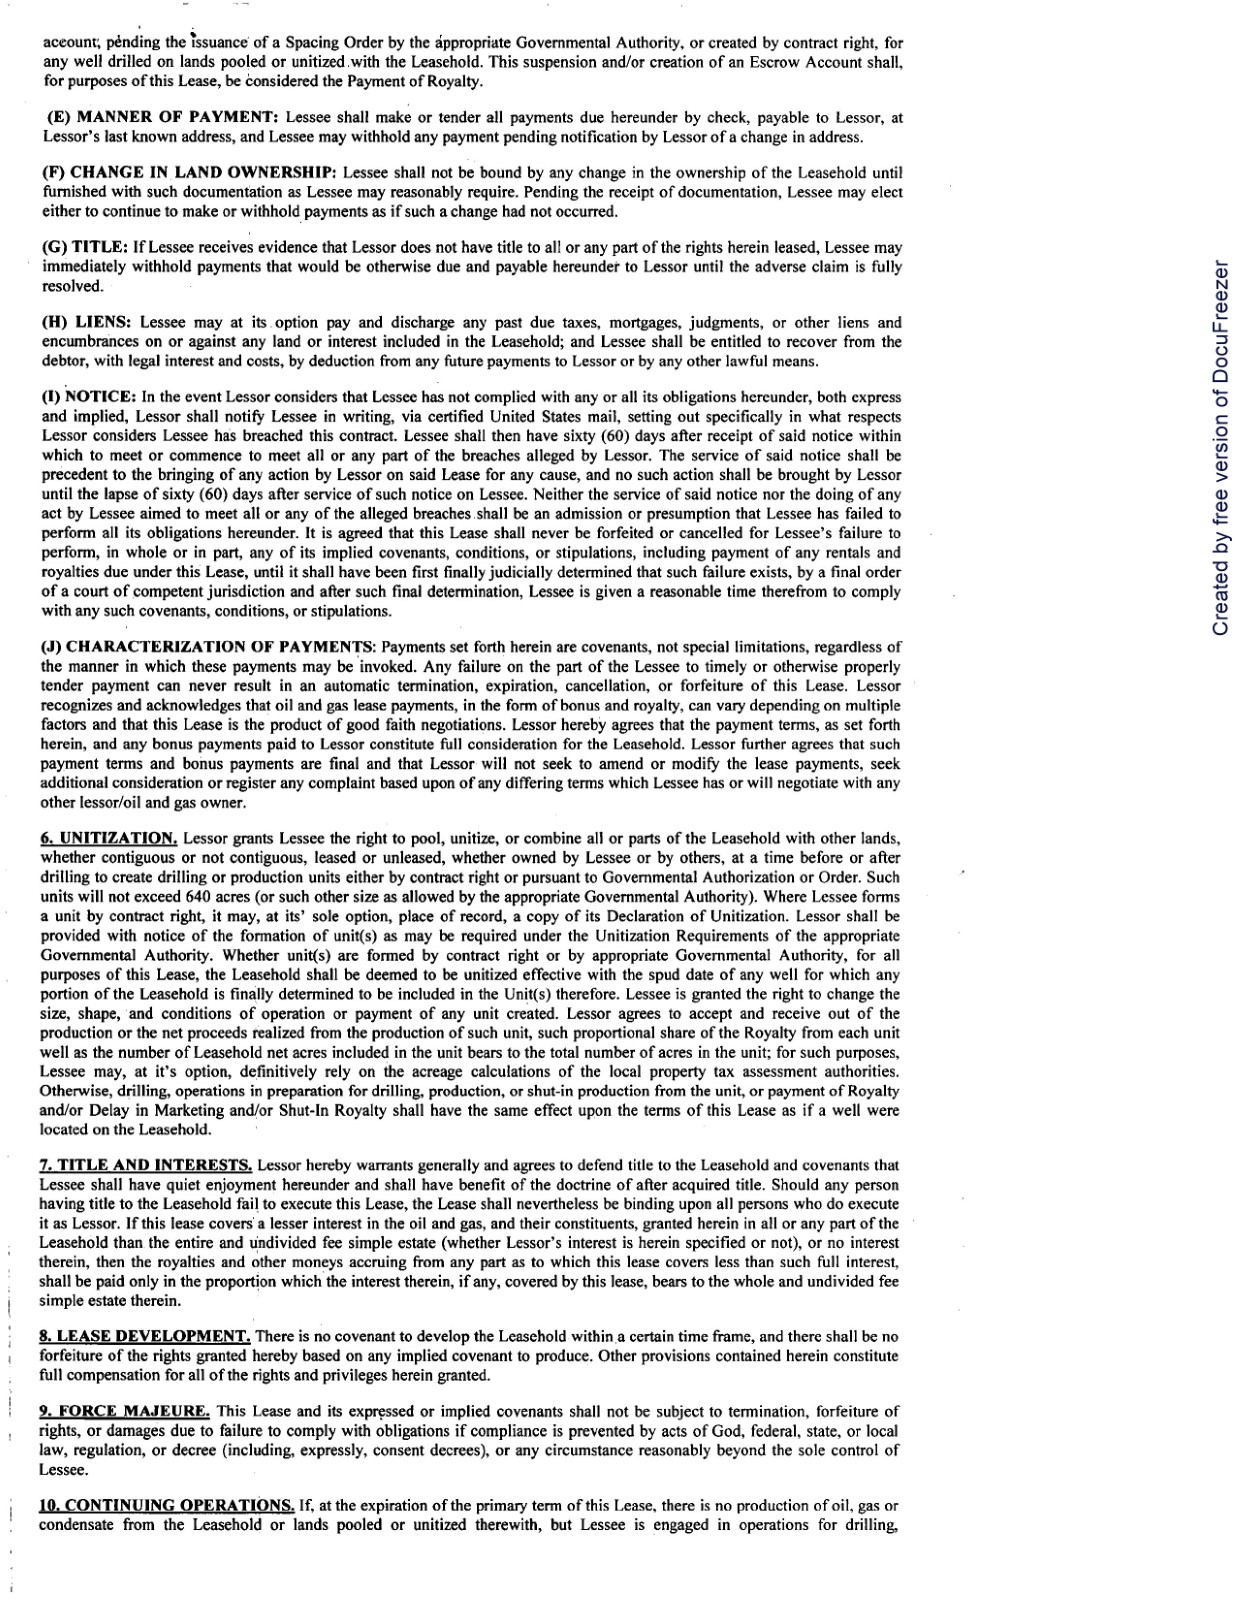 account, pending the issuance of a Spacing Order by the appropriate Governmental Authority, or created by contract right, for
any well drilled on lands pooled or unitized with the Leasehold. This suspension and/or creation of an Escrow Account shall,
for purposes of this Lease, be considered the Payment of Royalty.
(E) MANNER OF PAYMENT: Lessee shall make or tender all payments due hereunder by check, payable to Lessor, at
Lessor's last known address, and Lessee may withhold any payment pending notification by Lessor of a change in address.
(F) CHANGE IN LAND OWNERSHIP: Lessee shall not be bound by any change in the ownership of the Leasehold until
furnished with such documentation as Lessee may reasonably require. Pending the receipt of documentation, Lessee may elect
either to continue to make or withhold payments as if such a change had not occurred.
(G) TITLE: If Lessee receives evidence that Lessor does not have title to all or any part of the rights herein leased, Lessee may
immediately withhold payments that would be otherwise due and payable hereunder to Lessor until the adverse claim is fully
resolved.
(H) LIENS: Lessee may at its option pay and discharge any past due taxes, mortgages, judgments, or other liens and
encumbrances on or against any land or interest included in the Leasehold; and Lessee shall be entitled to recover from the
debtor, with legal interest and costs, by deduction from any future payments to Lessor or by any other lawful means.
(I) NOTICE: In the event Lessor considers that Lessee has not complied with any or all its obligations hereunder, both express
and implied, Lessor shall notify Lessee in writing, via certified United States mail, setting out specifically in what respects
Lessor considers Lessee has breached this contract. Lessee shall then have sixty (60) days after receipt of said notice within
which to meet or commence to meet all or any part of the breaches alleged by Lessor. The service of said notice shall be
precedent to the bringing of any action by Lessor on said Lease for any cause, and no such action shall be brought by Lessor
until the lapse of sixty (60) days after service of such notice on Lessee. Neither the service of said notice nor the doing of any
act by Lessee aimed to meet all or any of the alleged breaches shall be an admission or presumption that Lessee has failed to
perform all its obligations hereunder. It is agreed that this Lease shall never be forfeited or cancelled for Lessee's failure to
perform, in whole or in part, any of its implied covenants, conditions, or stipulations, including payment of any rentals and
royalties due under this Lease, until it shall have been first finally judicially determined that such failure exists, by a final order
of a court of competent jurisdiction and after such final determination, Lessee is given a reasonable time therefrom to comply
with any such covenants, conditions, or stipulations.
(J) CHARACTERIZATION OF PAYMENTS: Payments set forth herein are covenants, not special limitations, regardless of
the manner in which these payments may be invoked. Any failure on the part of the Lessee to timely or otherwise properly
tender payment can never result in an automatic termination, expiration, cancellation, or forfeiture of this Lease. Lessor
recognizes and acknowledges that oil and gas lease payments, in the form of bonus and royalty, can vary depending on multiple
factors and that this Lease is the product of good faith negotiations. Lessor hereby agrees that the payment terms, as set forth
herein, and any bonus payments paid to Lessor constitute full consideration for the Leasehold. Lessor further agrees that such
payment terms and bonus payments are final and that Lessor will not seek to amend or modify the lease payments, seek
additional consideration or register any complaint based upon of any differing terms which Lessee has or will negotiate with any
other lessor/oil and gas owner.
6. UNITIZATION. Lessor grants Lessee the right to pool, unitize, or combine all or parts of the Leasehold with other lands,
whether contiguous or not contiguous, leased or unleased, whether owned by Lessee or by others, at a time before or after
drilling to create drilling or production units either by contract right or pursuant to Governmental Authorization or Order. Such
units will not exceed 640 acres (or such other size as allowed by the appropriate Governmental Authority). Where Lessee forms
a unit by contract right, it may, at its' sole option, place of record, a copy of its Declaration of Unitization. Lessor shall be
provided with notice of the formation of unit(s) as may be required under the Unitization Requirements of the appropriate
Governmental Authority. Whether unit(s) are formed by contract right or by appropriate Governmental Authority, for all
purposes of this Lease, the Leasehold shall be deemed to be unitized effective with the spud date of any well for which any
portion of the Leasehold is finally determined to be included in the Unit(s) therefore. Lessee is granted the right to change the
size, shape, and conditions of operation or payment of any unit created. Lessor agrees to accept and receive out of the
production or the net proceeds realized from the production of such unit, such proportional share of the Royalty from each unit
well as the number of Leasehold net acres included in the unit bears to the total number of acres in the unit; for such purposes,
Lessee may, at it's option, definitively rely on the acreage calculations of the local property tax assessment authorities.
Otherwise, drilling, operations in preparation for drilling, production, or shut-in production from the unit, or payment of Royalty
and/or Delay in Marketing and/or Shut-In Royalty shall have the same effect upon the terms of this Lease as if a well were
located on the Leasehold.
7. TITLE AND INTERESTS. Lessor hereby warrants generally and agrees to defend title to the Leasehold and covenants that
Lessee shall have quiet enjoyment hereunder and shall have benefit of the doctrine of after acquired title. Should any person
having title to the Leasehold fail to execute this Lease, the Lease shall nevertheless be binding upon all persons who do execute
it as Lessor. If this lease covers a lesser interest in the oil and gas, and their constituents, granted herein in all or any part of the
Leasehold than the entire and undivided fee simple estate (whether Lessor's interest is herein specified or not), or no interest
therein, then the royalties and other moneys accruing from any part as to which this lease covers less than such full interest,
shall be paid only in the proportion which the interest therein, if any, covered by this lease, bears to the whole and undivided fee
simple estate therein.
8. LEASE DEVELOPMENT. There is no covenant to develop the Leasehold within a certain time frame, and there shall be no
forfeiture of the rights granted hereby based on any implied covenant to produce. Other provisions contained herein constitute
full compensation for all of the rights and privileges herein granted.
9. FORCE MAJEURE. This Lease and its expressed or implied covenants shall not be subject to termination, forfeiture of
rights, or damages due to failure to comply with obligations if compliance is prevented by acts of God, federal, state, or local
law, regulation, or decree (including, expressly, consent decrees), or any circumstance reasonably beyond the sole control of
Lessee.
10. CONTINUING OPERATIONS. If, at the expiration of the primary term of this Lease, there is no production of oil, gas or
condensate from the Leasehold or lands pooled or unitized therewith, but Lessee is engaged in operations for drilling,
Created by free version of DocuFreezer